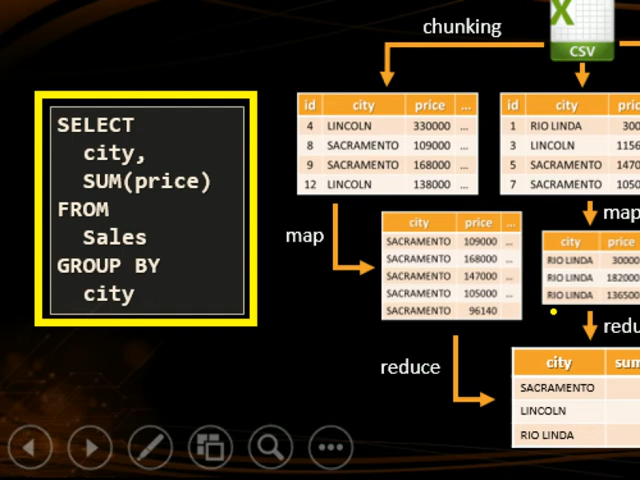 chunking
CSV
SELECT
city,
SUM(price)
FROM
Sales
GROUP BY
city
id city price ...
4 LINCOLN 330000 ...
8 SACRAMENTO 109000 ...
9 SACRAMENTO 168000 ...
12 LINCOLN 138000 ...
id city
1 RIO LINDA
3 LINCOLN
5 SACRAMENTO
7 SACRAMENTO
map
map
city price ...
SACRAMENTO 109000 ...
SACRAMENTO 168000
SACRAMENTO 147000 ...
SACRAMENTO 105000 ...
SACRAMENTO 96140
city price
RIO LINDA 30000
RIO LINDA 182000
RIO LINDA 136500
reduce
city
SACRAMENTO
LINCOLN
RIO LINDA